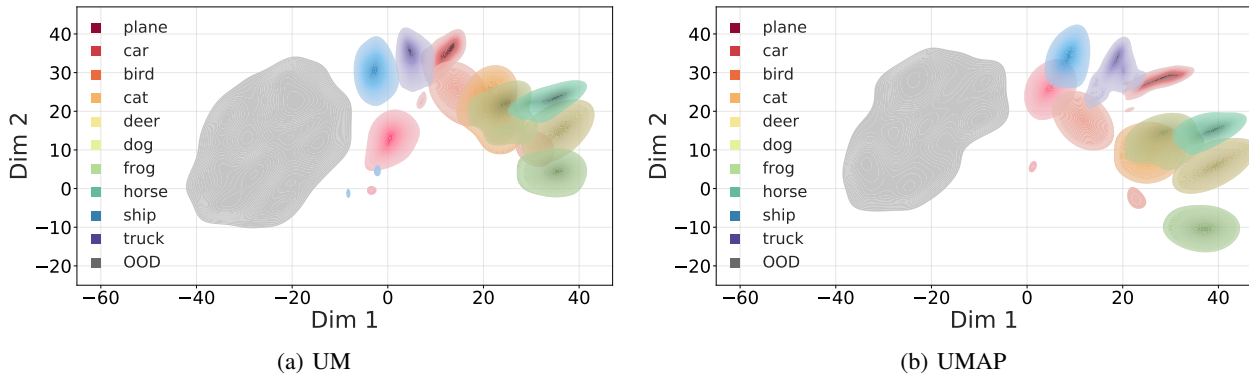 plane
car
bird
cat
deer
dog
frog
horse
ship
truck
OOD
40
30
20
10
0
−10
−20
Dim 2
−60
−40
−20
0
20
40
Dim 1
(a) UM
plane
car
bird
cat
deer
dog
frog
horse
ship
truck
OOD
40
30
20
10
0
−10
−20
Dim 2
−60
−40
−20
0
20
40
Dim 1
(b) UMAP